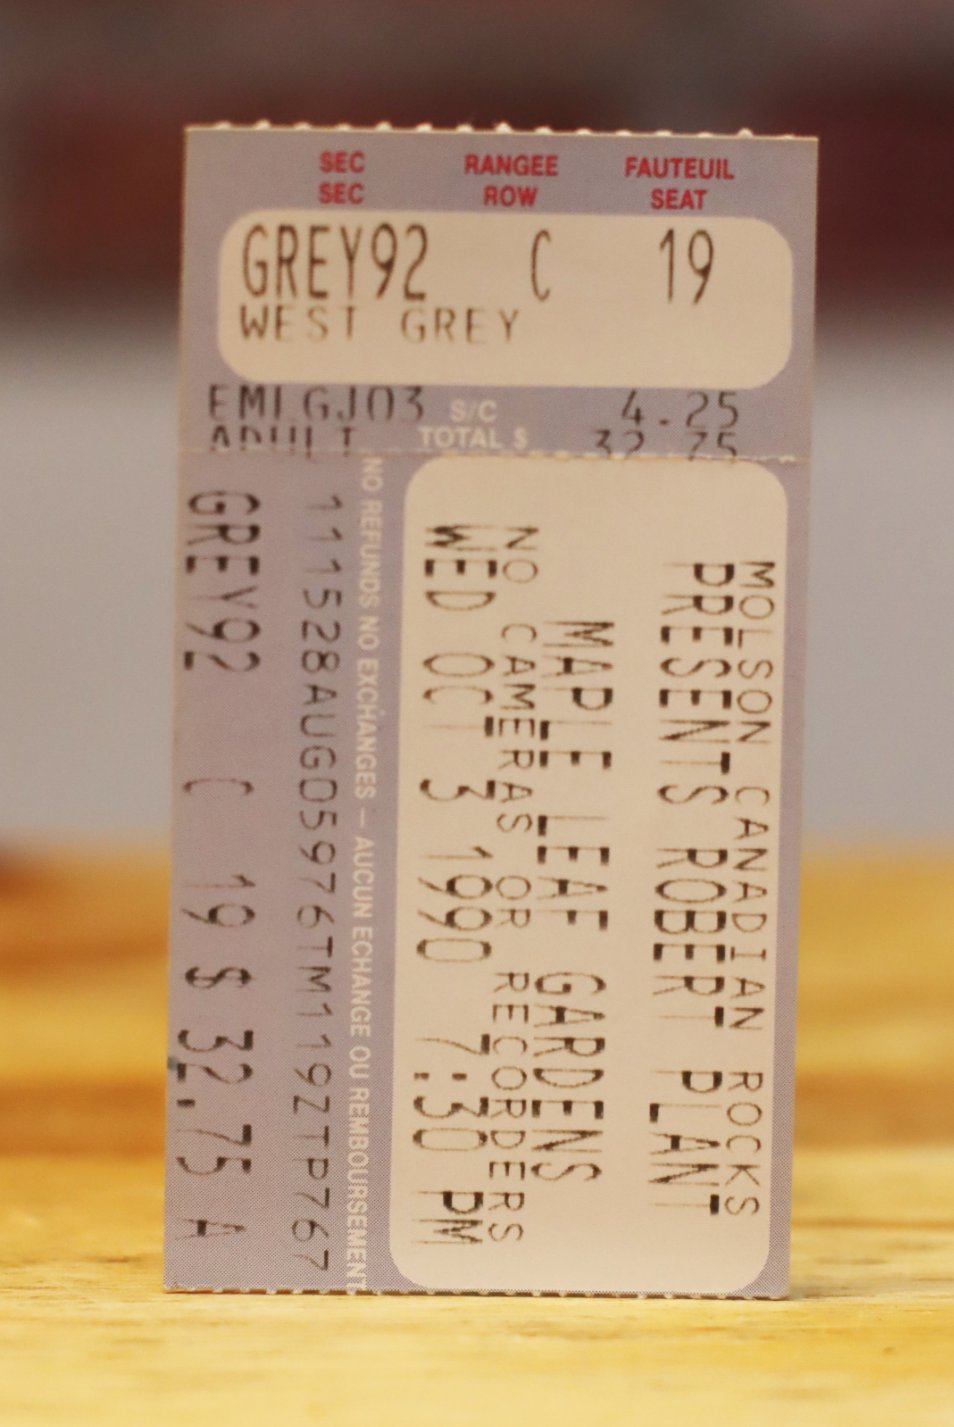 SEC RANGEE FAUTEUIL
SEC ROW SEAT
GREY92 C 19
WEST GREY
EMLGJ03 S/C 4.25
ADULT TOTAL $ 32.75
MOLSON CANADIAN ROCKS
PRESENTS ROBERT PLANT
MAPLE LEAF GARDENS
NO CAMERAS OR RECORDERS
WED OCT 3 1990 7:30 PM
NO REFUNDS NO EXCHANGES — AUCUN ECHANGE OU REMBOURSEMENT
111528AUG05976TM119ZTP767
GREY92 C 19 $ 32.75 A